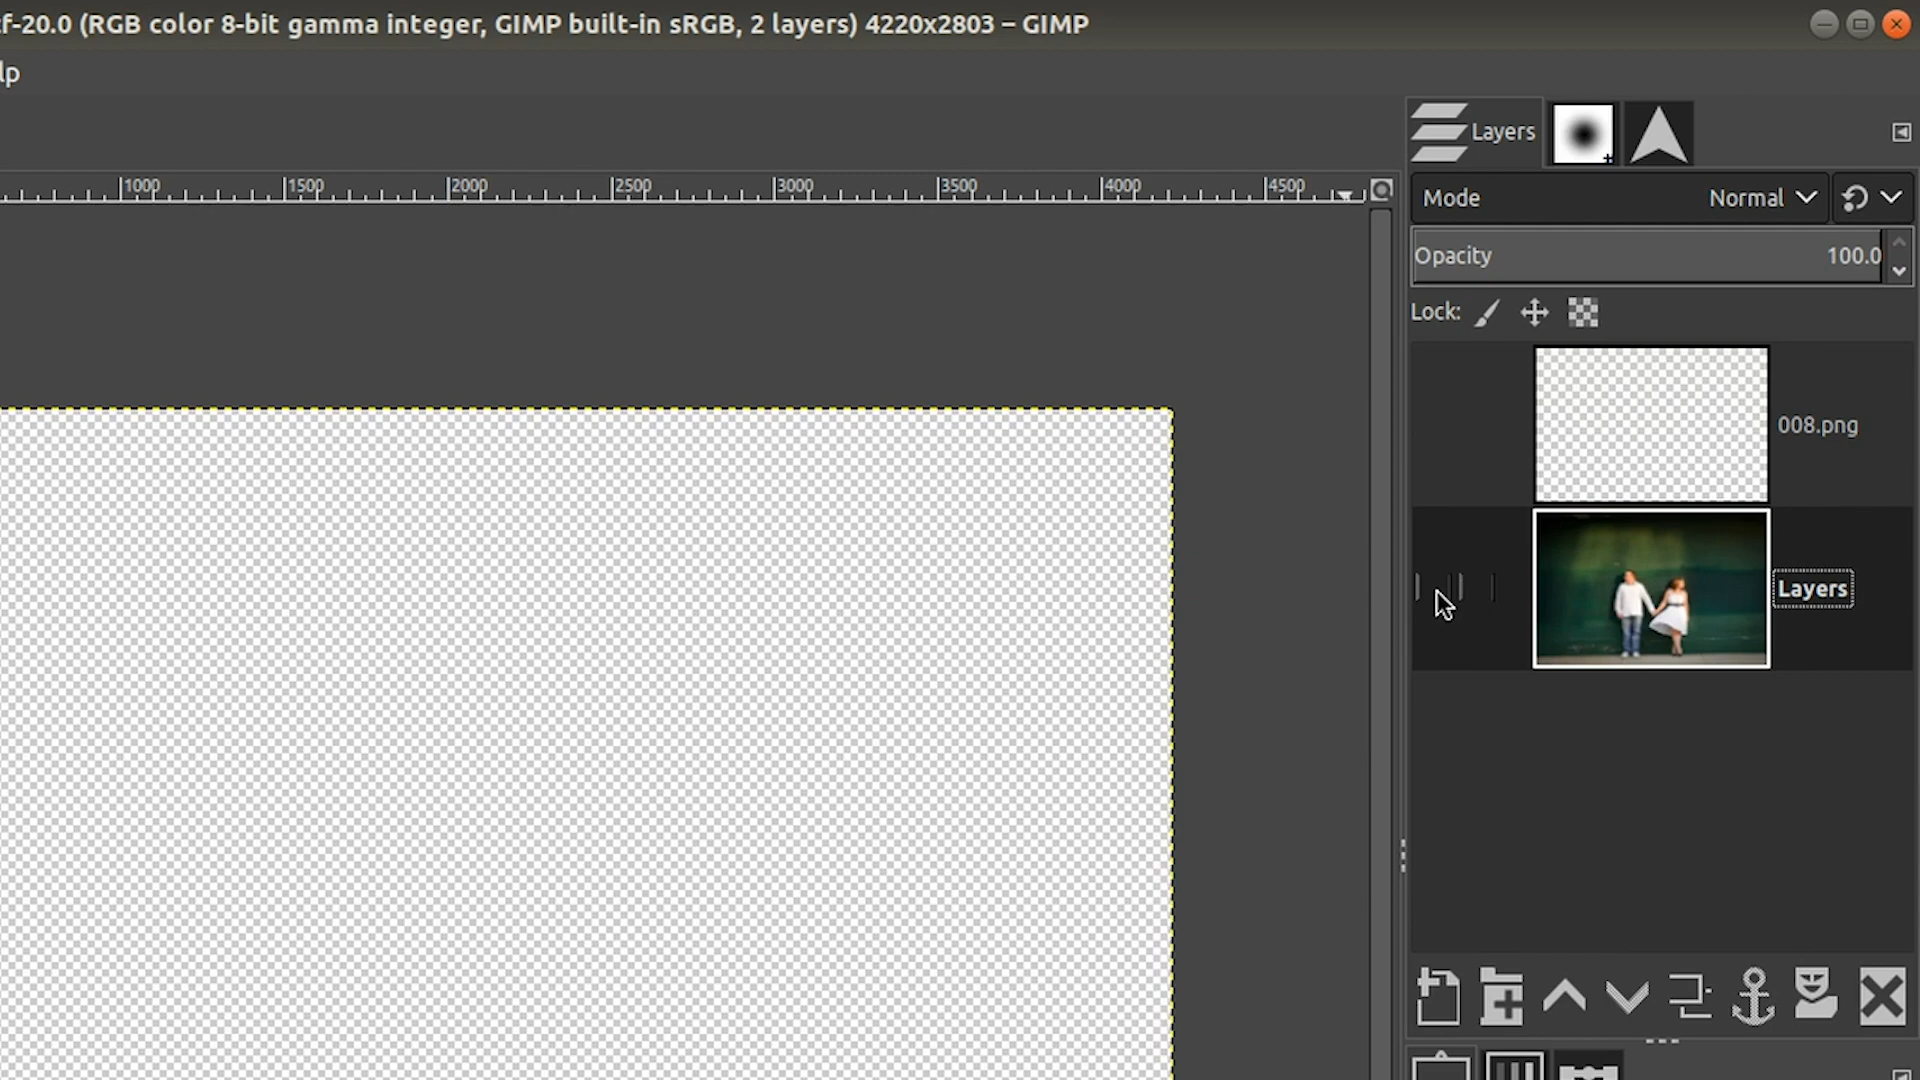 f-20.0 (RGB color 8-bit gamma integer, GIMP built-in sRGB, 2 layers) 4220x2803 – GIMP
lp
Layers
1000 1500 2000 2500 3000 3500 4000 4500
Mode Normal
Opacity 100.0
Lock:
008.png
Layers